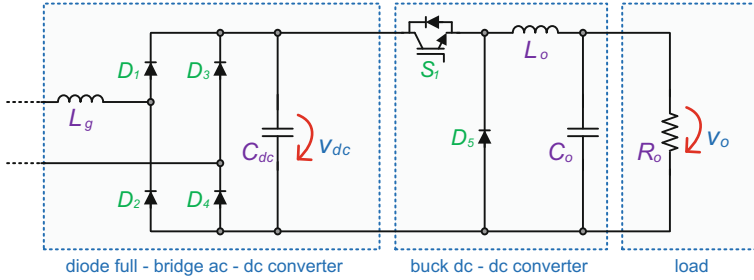 D1
D3
S1
Lo
Lg
Cdc
vdc
D5
Co
Ro
vo
D2
D4
diode full - bridge ac - dc converter
buck dc - dc converter
load